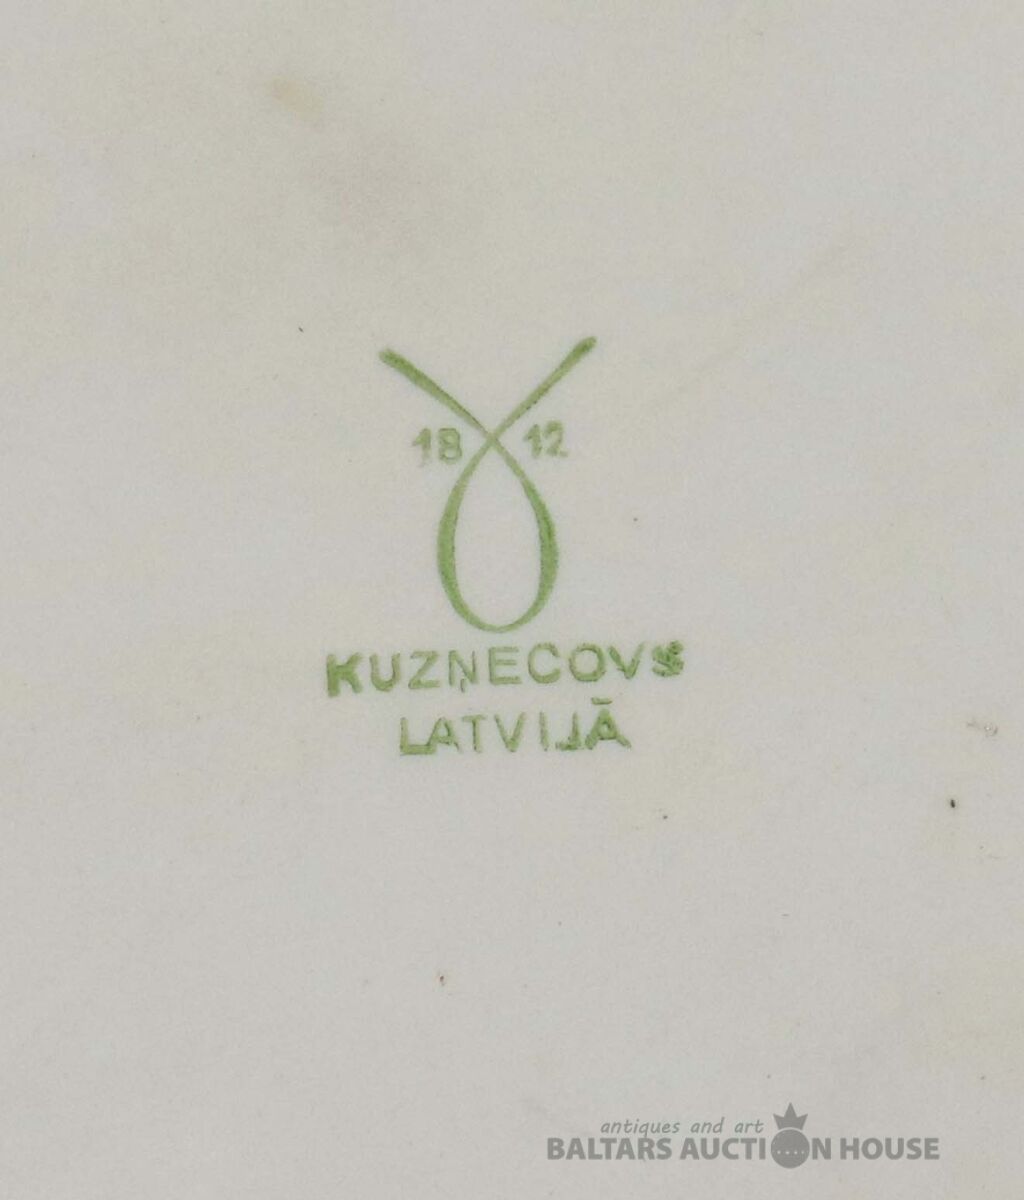 18 12
KUZŅECOVS
LATVIJĀ
antiques and art
BALTARS AUCTION HOUSE